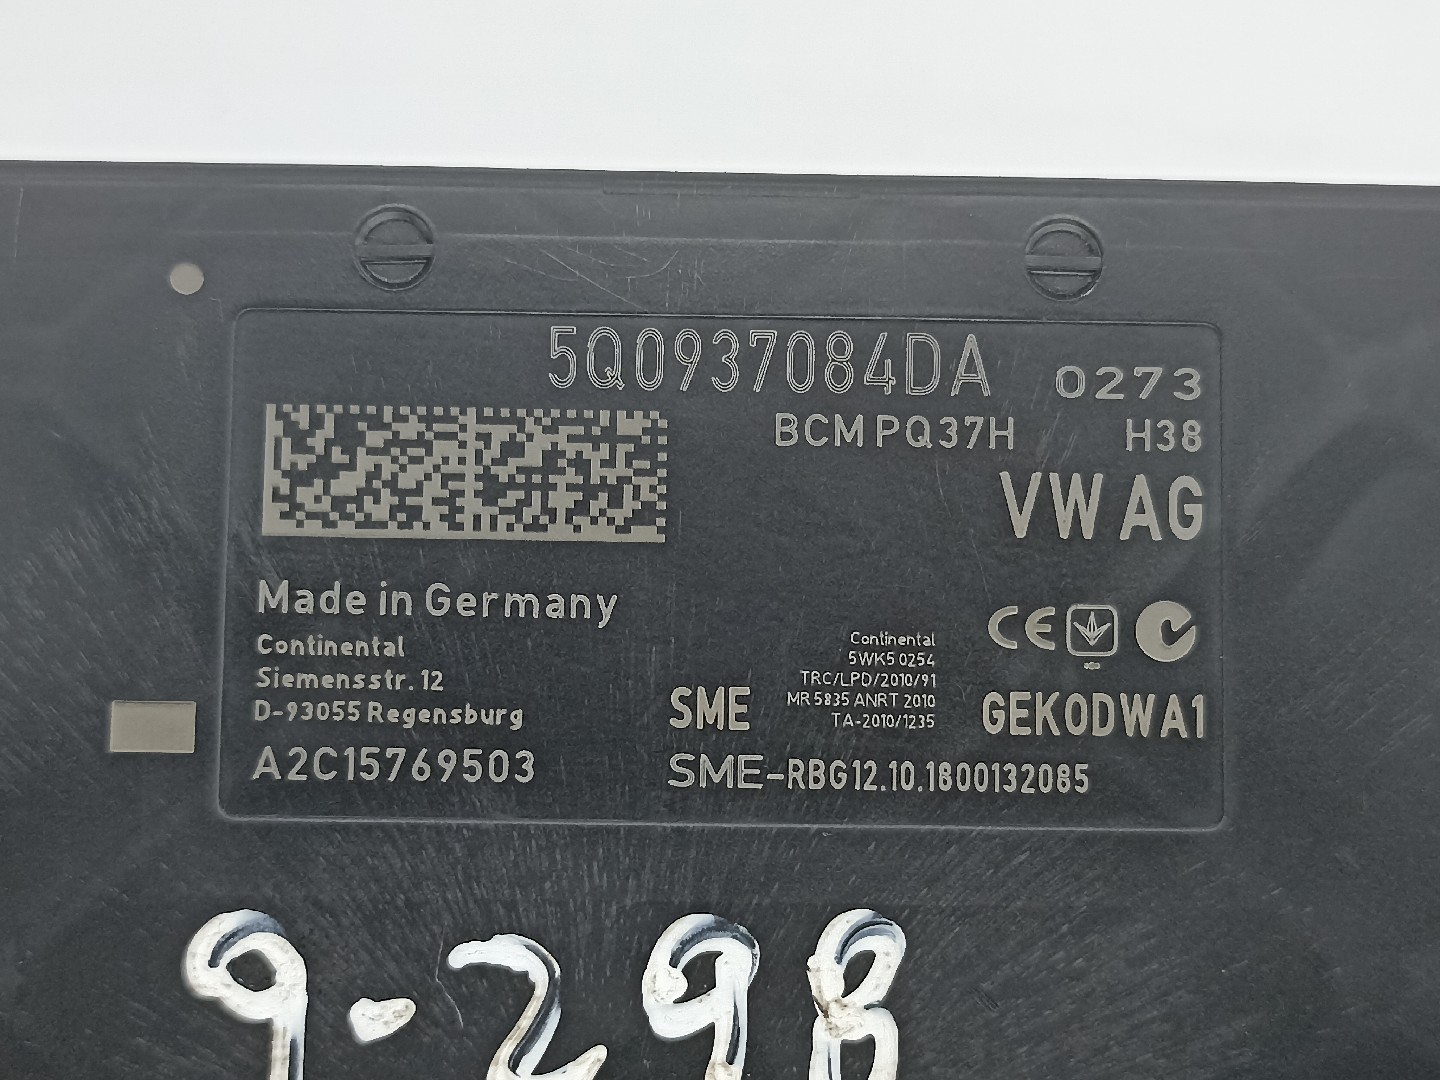 5Q0937084DA 0273
BCM PQ37H H38
VW AG
Made in Germany
Continental
Siemensstr. 12
D-93055 Regensburg
A2C15769503
Continental
5WK5 0254
TRC/LPD/2010/91
MR 5835 ANRT 2010
TA-2010/1235
CE
SME
GEK0DWA1
SME-RBG12.10.1800132085
9-298